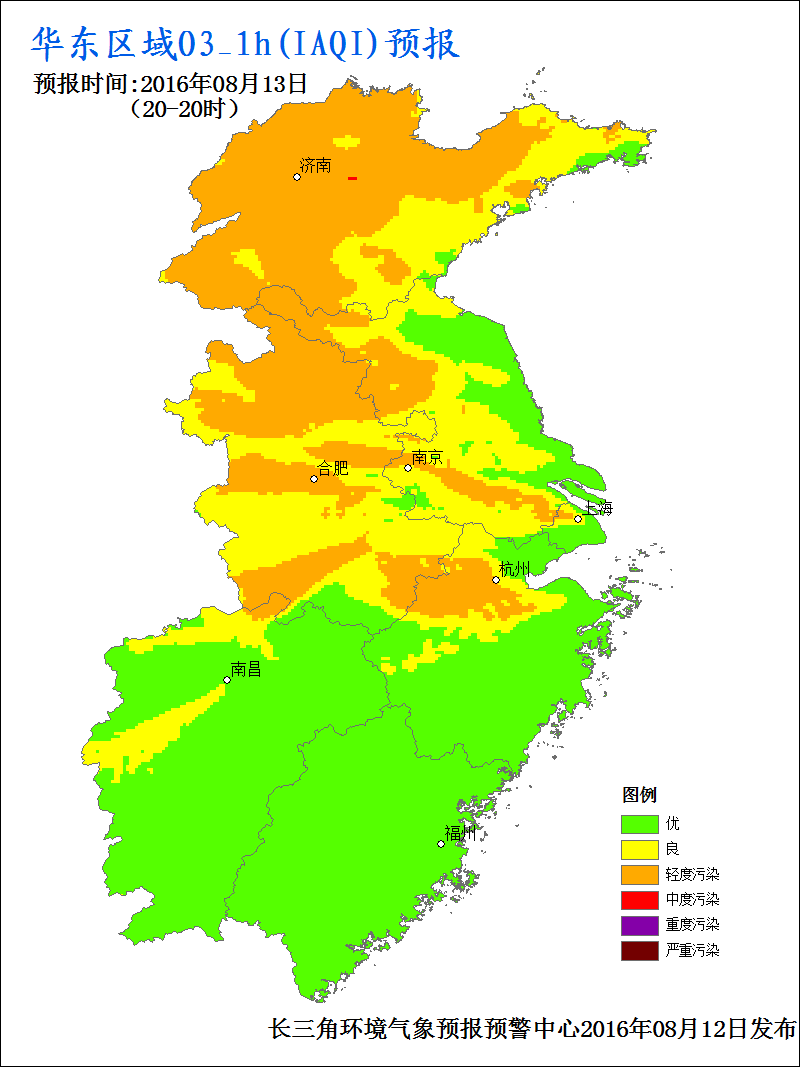 华东区域O3_1h(IAQI)预报
预报时间:2016年08月13日
(20-20时)
济南
合肥
南京
上海
杭州
南昌
福州
图例
优
良
轻度污染
中度污染
重度污染
严重污染
长三角环境气象预报预警中心2016年08月12日发布